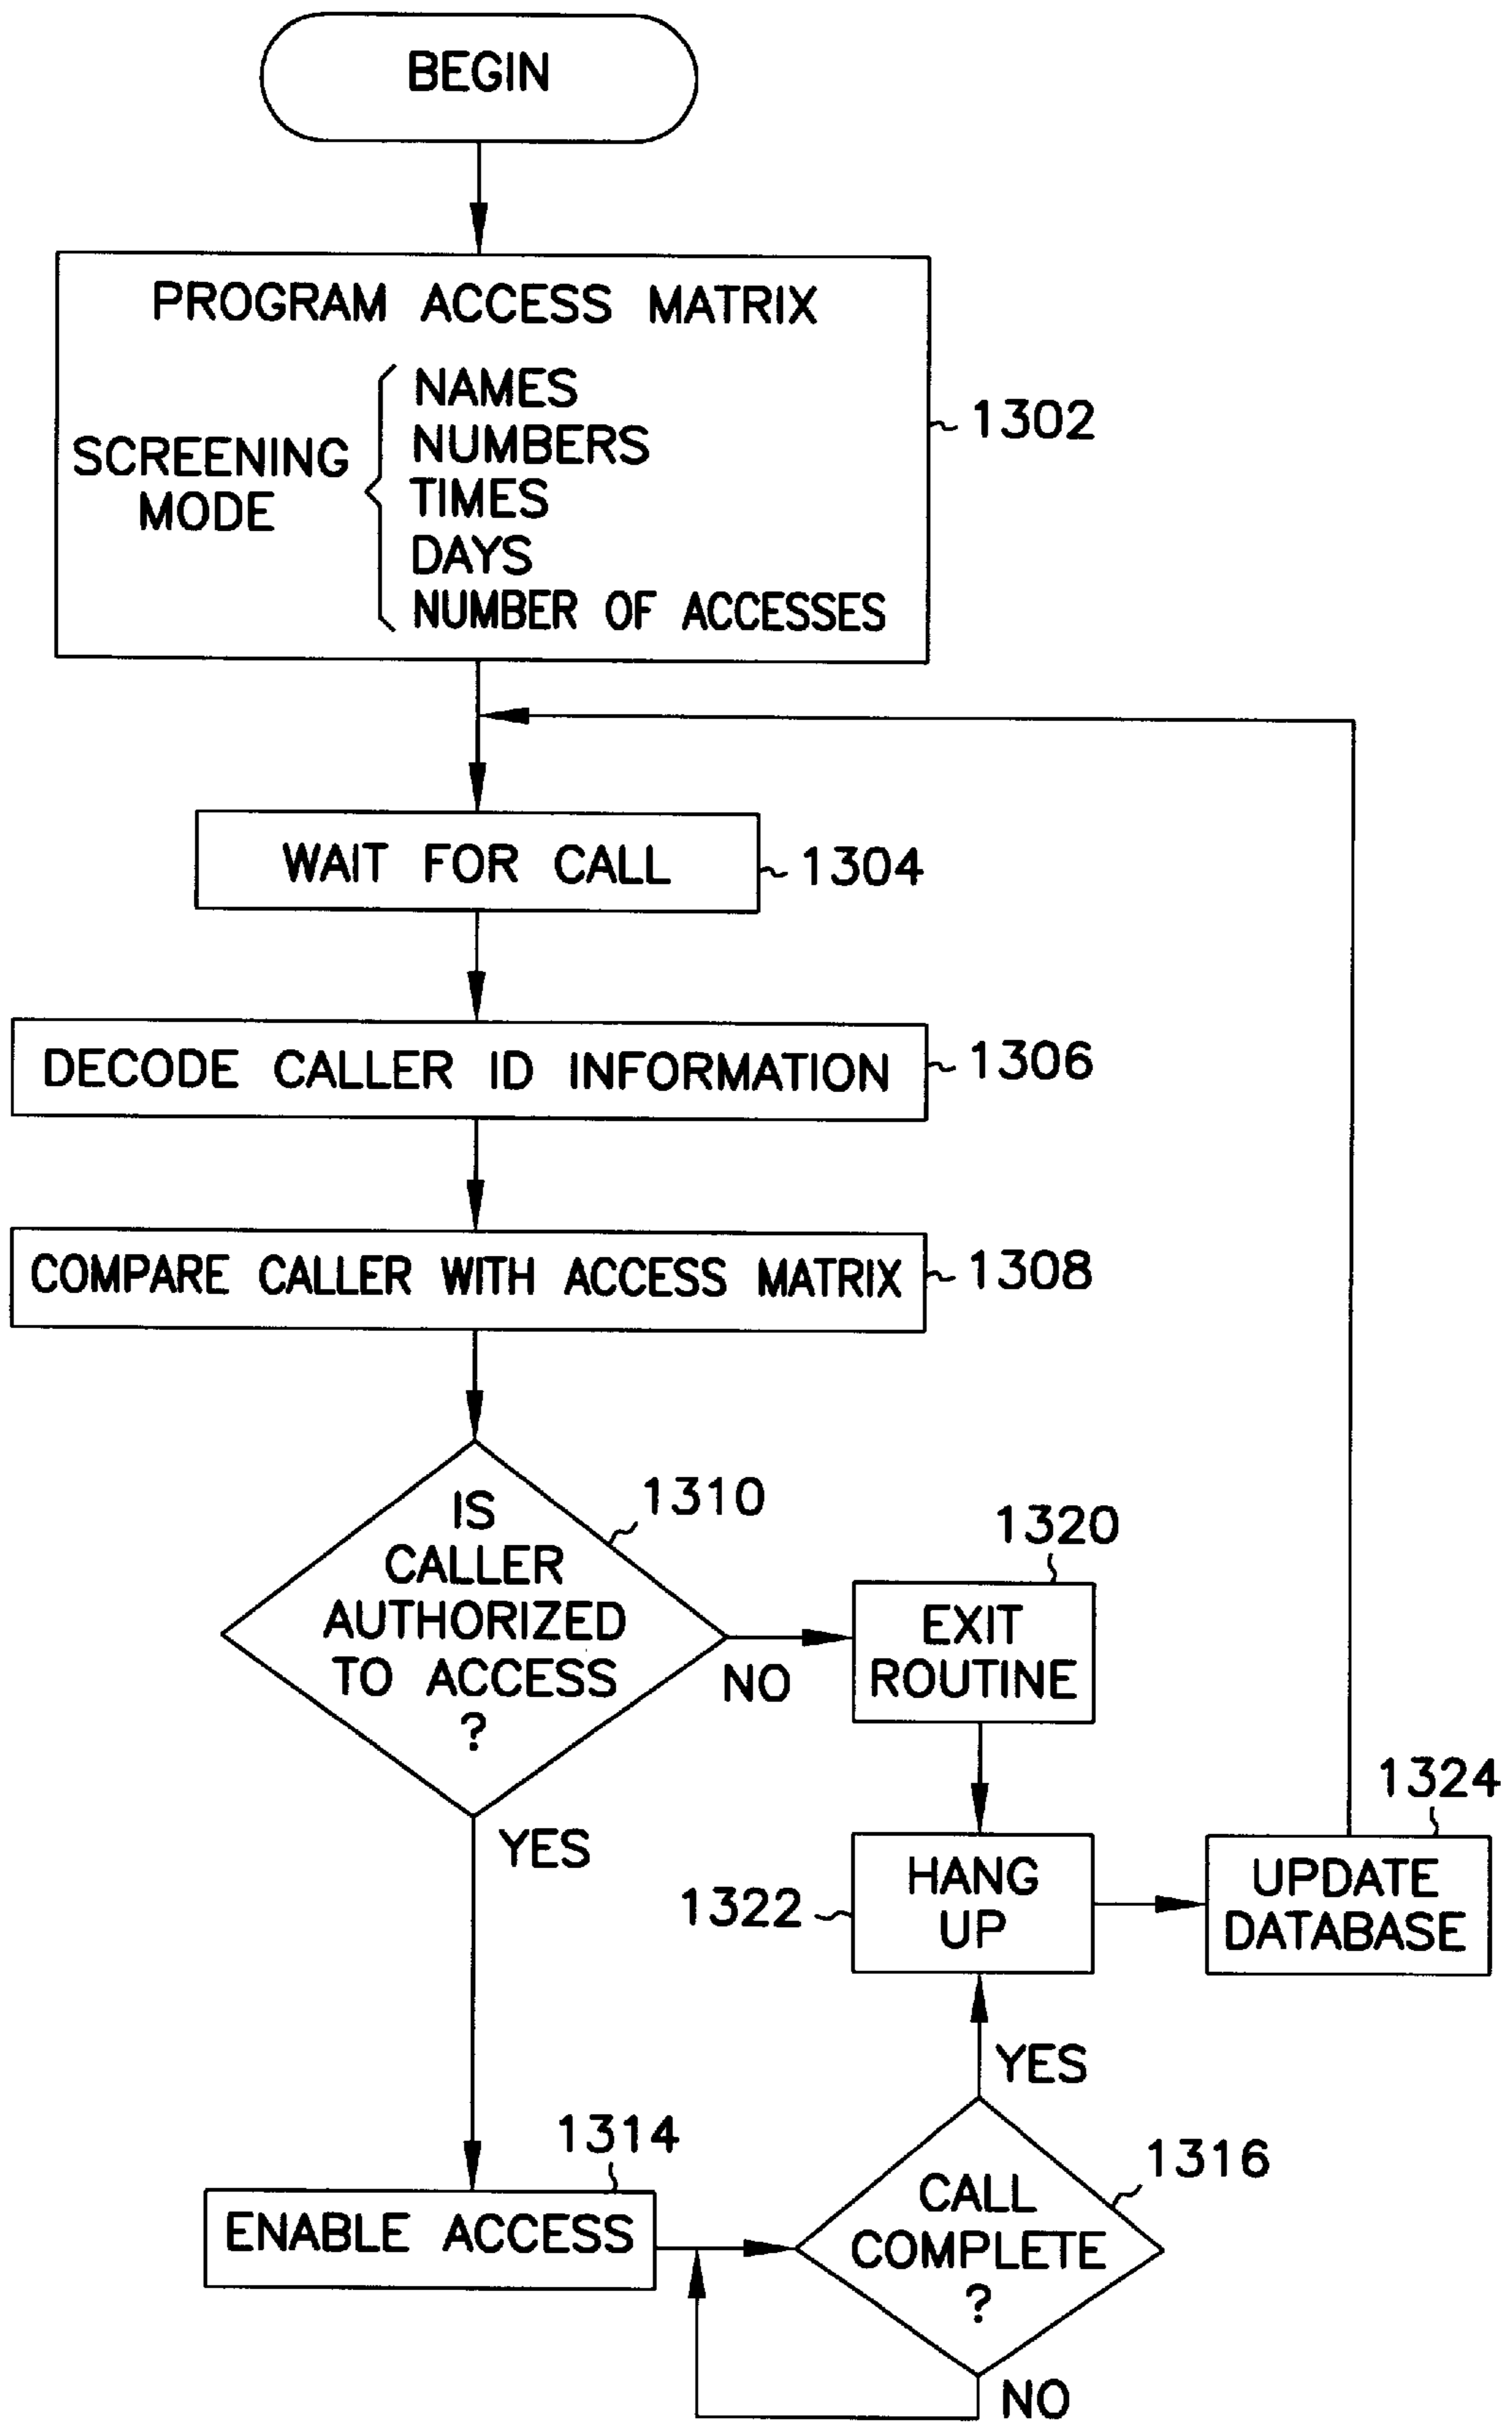 BEGIN
PROGRAM ACCESS MATRIX
SCREENING
MODE
NAMES
NUMBERS
TIMES
DAYS
NUMBER OF ACCESSES
1302
WAIT FOR CALL
1304
DECODE CALLER ID INFORMATION
1306
COMPARE CALLER WITH ACCESS MATRIX
1308
IS
CALLER
AUTHORIZED
TO ACCESS
?
1310
NO
YES
1320
EXIT
ROUTINE
1322
HANG
UP
1324
UPDATE
DATABASE
YES
1314
ENABLE ACCESS
1316
CALL
COMPLETE
?
NO